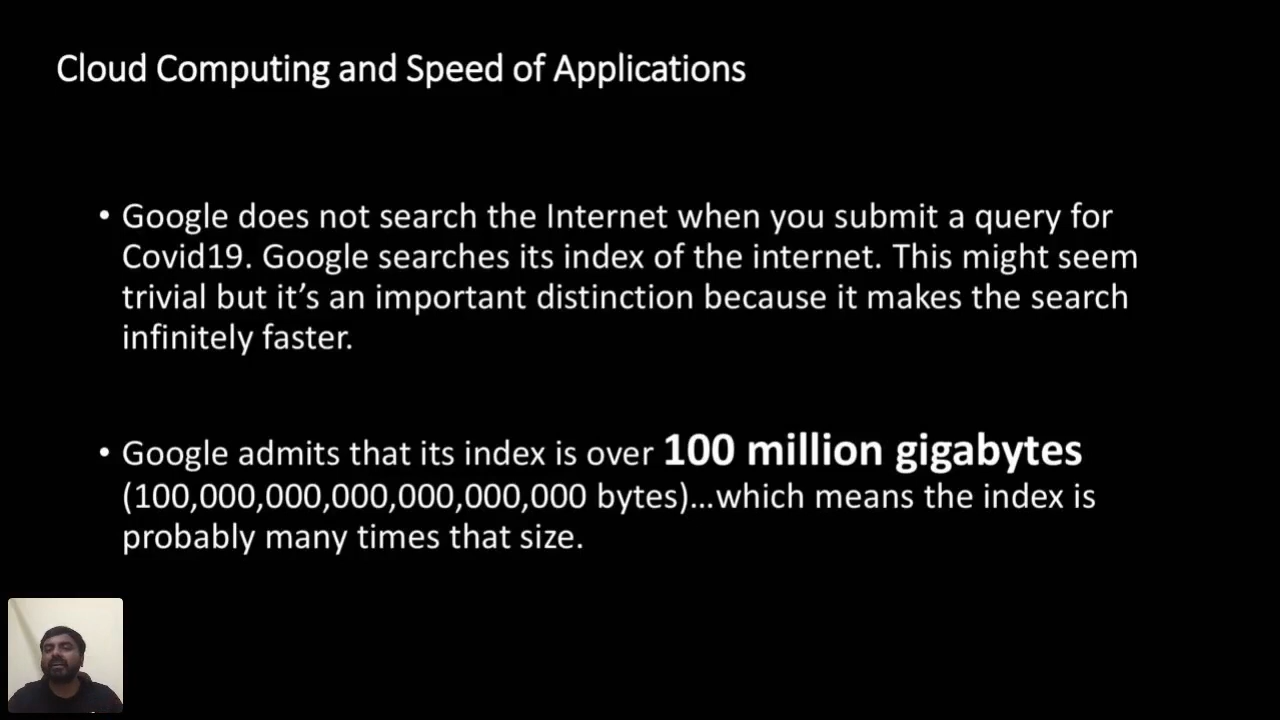 Cloud Computing and Speed of Applications
• Google does not search the Internet when you submit a query for
Covid19. Google searches its index of the internet. This might seem
trivial but it’s an important distinction because it makes the search
infinitely faster.
• Google admits that its index is over 100 million gigabytes
(100,000,000,000,000,000,000 bytes)…which means the index is
probably many times that size.